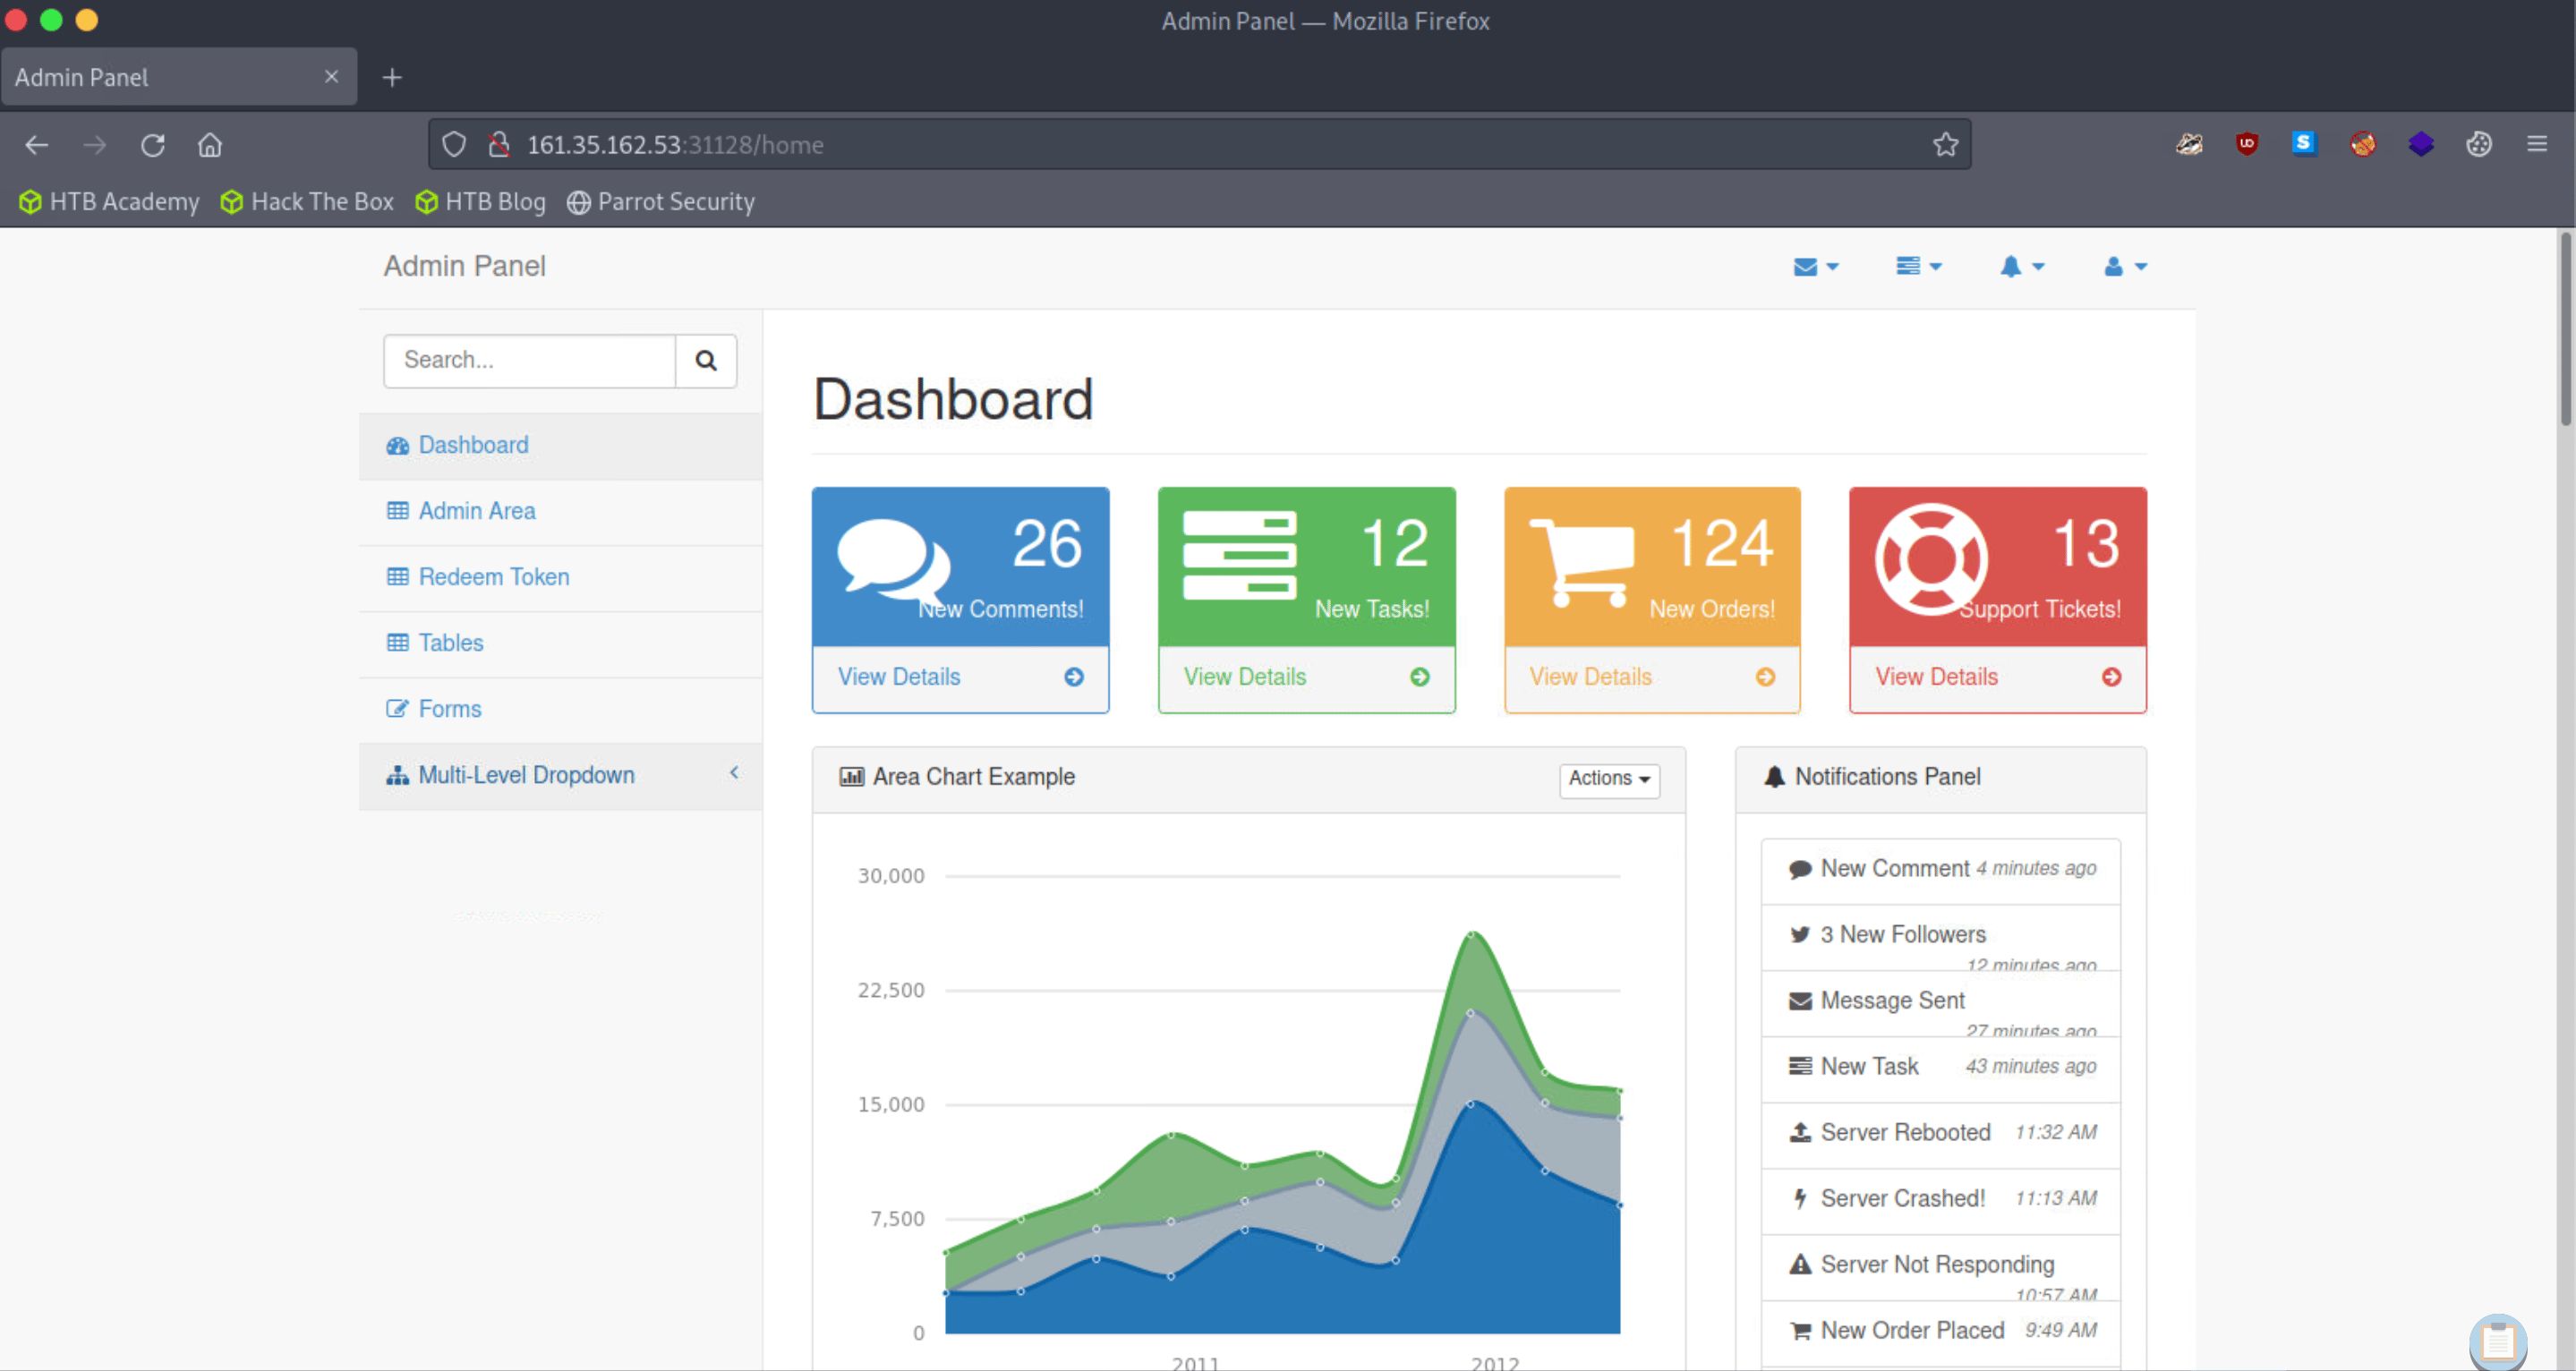 Admin Panel — Mozilla Firefox
Admin Panel
161.35.162.53:31128/home
HTB Academy Hack The Box HTB Blog Parrot Security
Admin Panel
Search...
Dashboard
Admin Area
Redeem Token
Tables
Forms
Multi-Level Dropdown
Dashboard
26
New Comments!
View Details
12
New Tasks!
View Details
124
New Orders!
View Details
13
Support Tickets!
View Details
Area Chart Example
Actions
30,000
22,500
15,000
7,500
0
2011 2012
Notifications Panel
New Comment 4 minutes ago
3 New Followers
12 minutes ago
Message Sent
27 minutes ago
New Task 43 minutes ago
Server Rebooted 11:32 AM
Server Crashed! 11:13 AM
Server Not Responding
10:57 AM
New Order Placed 9:49 AM